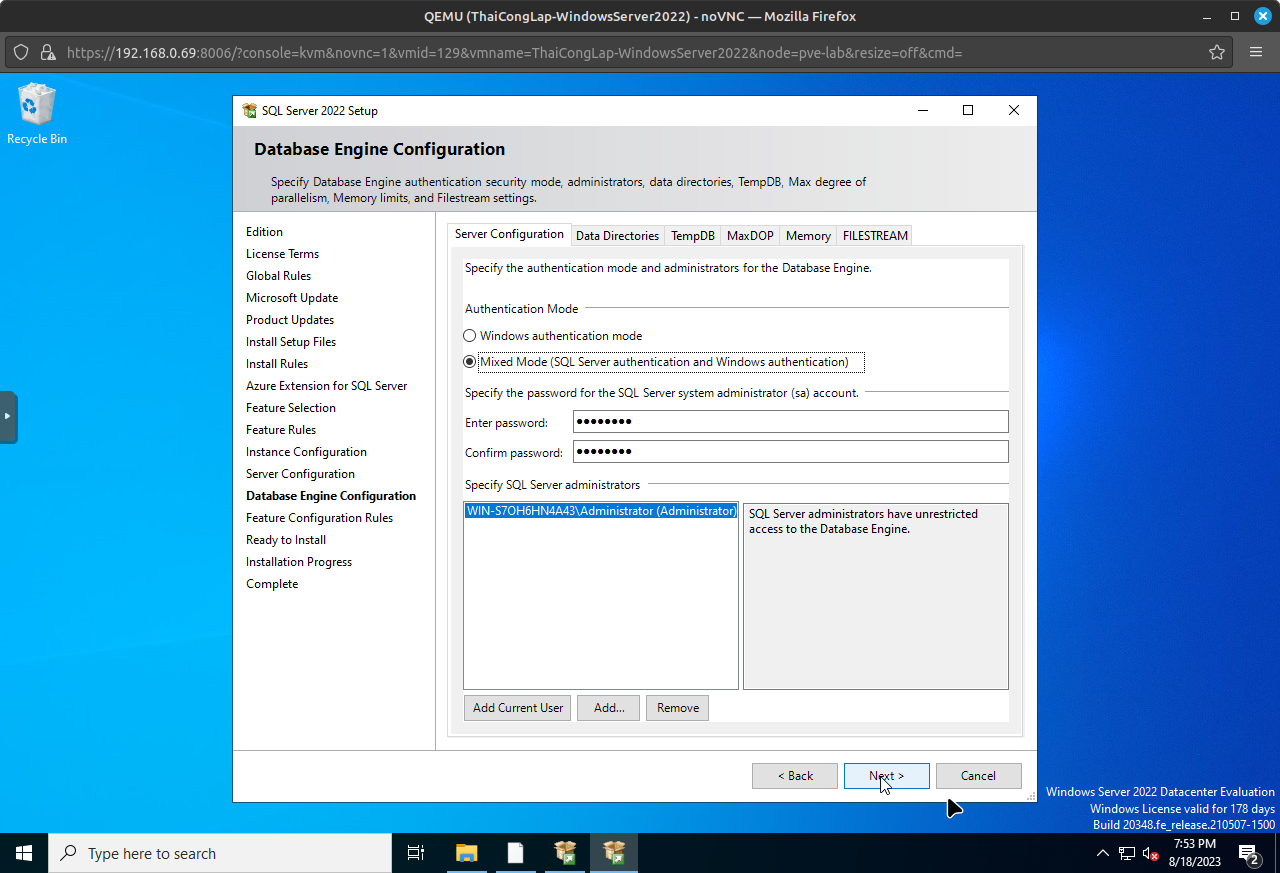 QEMU (ThaiCongLap-WindowsServer2022) - noVNC — Mozilla Firefox
https://192.168.0.69:8006/?console=kvm&novnc=1&vmid=129&vmname=ThaiCongLap-WindowsServer2022&node=pve-lab&resize=off&cmd=
Recycle Bin
SQL Server 2022 Setup
Database Engine Configuration
Specify Database Engine authentication security mode, administrators, data directories, TempDB, Max degree of
parallelism, Memory limits, and Filestream settings.
Edition
License Terms
Global Rules
Microsoft Update
Product Updates
Install Setup Files
Install Rules
Azure Extension for SQL Server
Feature Selection
Feature Rules
Instance Configuration
Server Configuration
Database Engine Configuration
Feature Configuration Rules
Ready to Install
Installation Progress
Complete
Server Configuration Data Directories TempDB MaxDOP Memory FILESTREAM
Specify the authentication mode and administrators for the Database Engine.
Authentication Mode
Windows authentication mode
Mixed Mode (SQL Server authentication and Windows authentication)
Specify the password for the SQL Server system administrator (sa) account.
Enter password: ●●●●●●●●
Confirm password: ●●●●●●●●
Specify SQL Server administrators
WIN-S7OH6HN4A43\Administrator (Administrator)
SQL Server administrators have unrestricted
access to the Database Engine.
Add Current User Add... Remove
< Back Next > Cancel
Windows Server 2022 Datacenter Evaluation
Windows License valid for 178 days
Build 20348.fe_release.210507-1500
Type here to search
7:53 PM
8/18/2023
2